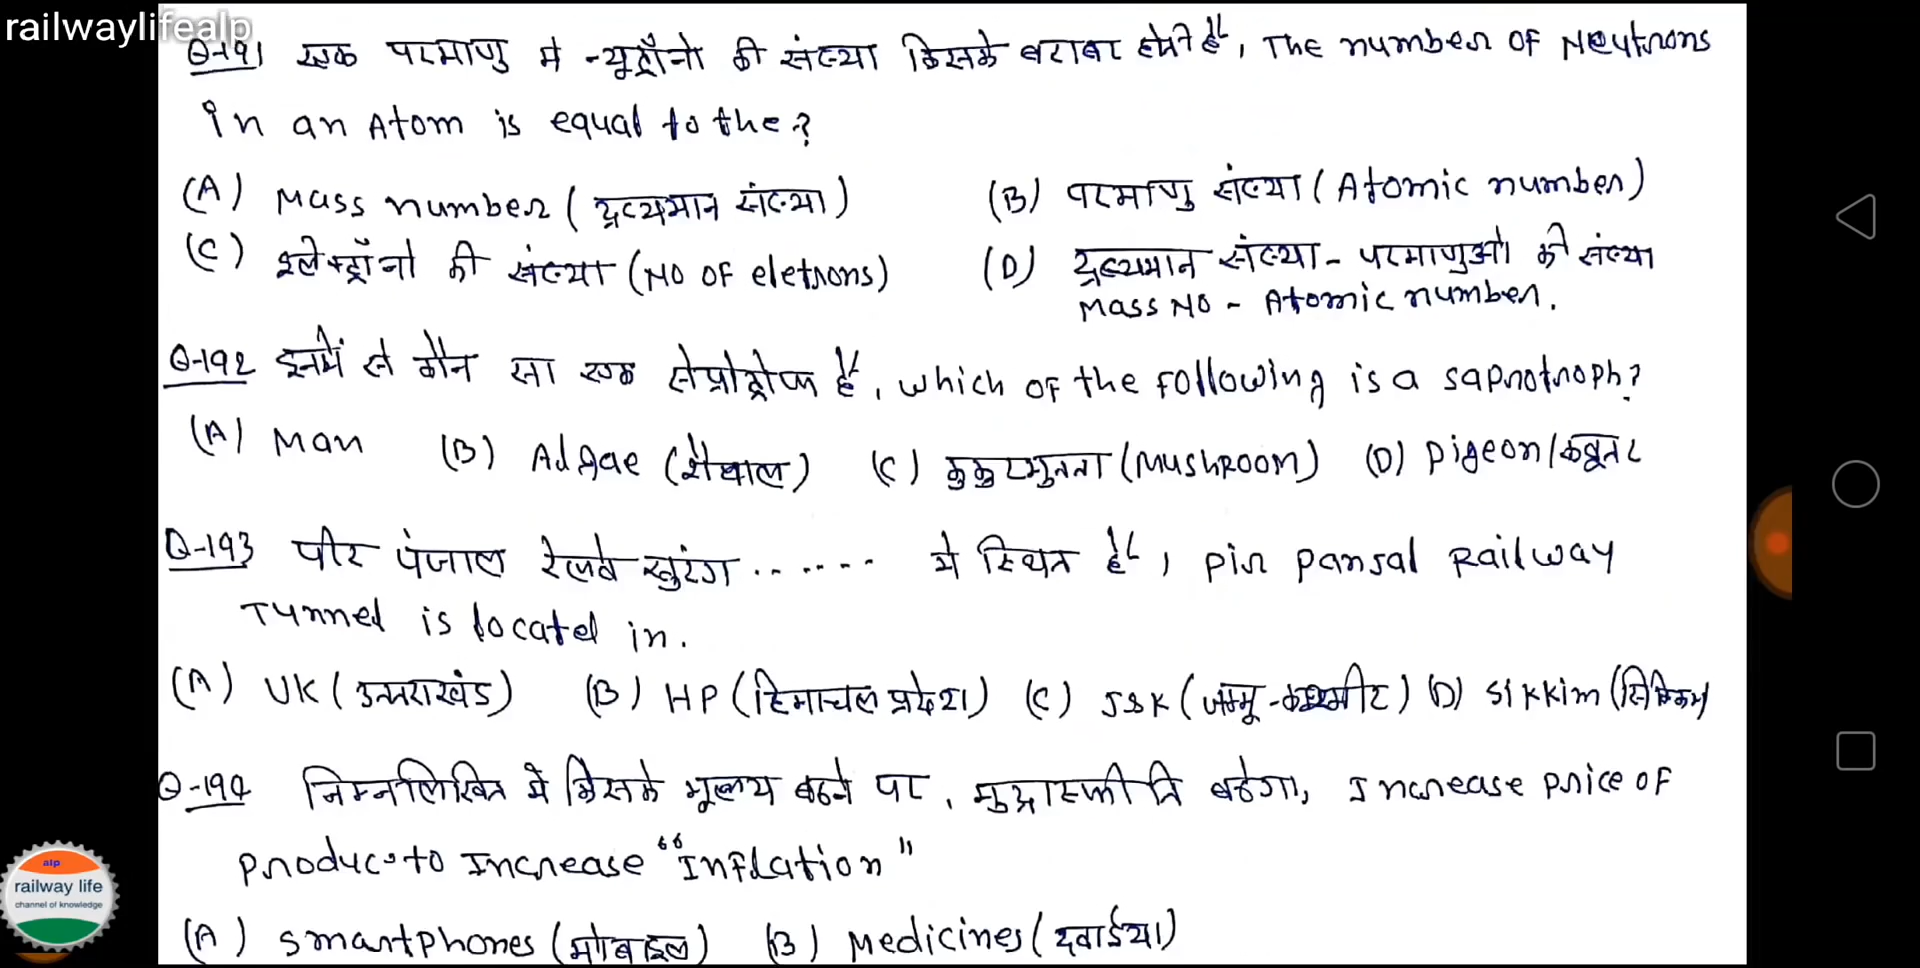 railwaylifealp
Q-191 एक परमाणु मे न्यूट्रॉनो की संख्या किसके बराबर होती है, The number OF Neutrons
in an Atom is equal to the?
(A) Mass number (द्रव्यमान संख्या)
(B) परमाणु संख्या (Atomic number)
(C) इलेक्ट्रॉनो की संख्या (NO OF eletrons)
(D) द्रव्यमान संख्या - परमाणुओ की संख्या
Mass NO - Atomic number.
Q-192 इनमें से कौन सा एक सेप्रोट्रोफ है, which OF the Following is a saprotroph?
(A) Man (B) Algae (शैवाल) (C) कुकुरमुत्ता (MUSHROOM) (D) Pigeon/कबूतर
Q-193 पीर पंजाल रेलवे सुरंग ....... मे स्थित है, Pir Panjal Railway
Tunnel is located in.
(A) UK (उत्तराखंड) (B) HP (हिमाचल प्रदेश) (C) J&K (जम्मू-कश्मीर) (D) Sikkim (सिक्किम)
Q-194 निम्नलिखित में किसके मूल्य बढने पर, मुद्रास्फीति बढेगा, Increase price OF
produc to Increase "Inflation"
(A) smartphones (मोबाइल) (B) Medicines (दवाईया)
alp
railway life
channel of knowledge